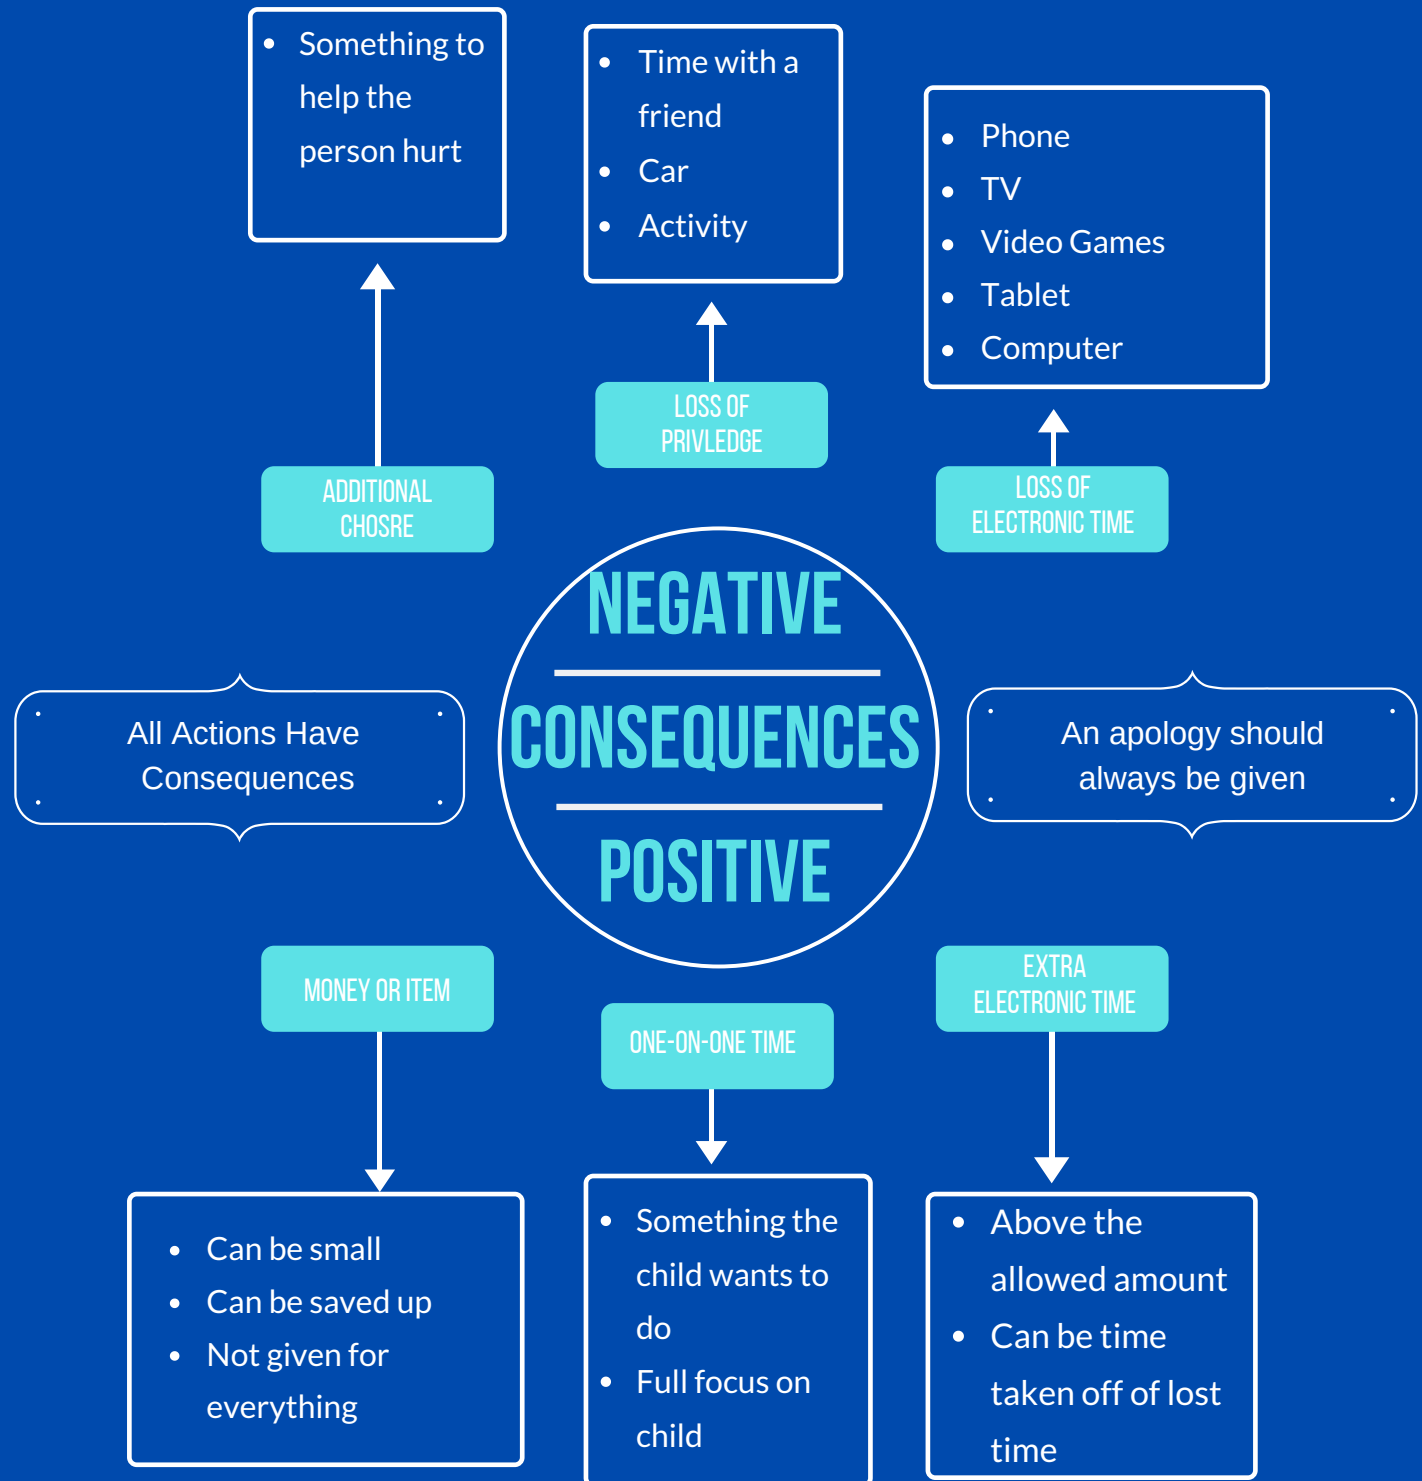 • Something to
help the
person hurt
• Time with a
friend
• Car
• Activity
• Phone
• TV
• Video Games
• Tablet
• Computer
ADDITIONAL
CHOSRE
LOSS OF
PRIVLEDGE
LOSS OF
ELECTRONIC TIME
NEGATIVE
CONSEQUENCES
POSITIVE
All Actions Have
Consequences
An apology should
always be given
MONEY OR ITEM
ONE-ON-ONE TIME
EXTRA
ELECTRONIC TIME
• Can be small
• Can be saved up
• Not given for
everything
• Something the
child wants to
do
• Full focus on
child
• Above the
allowed amount
• Can be time
taken off of lost
time